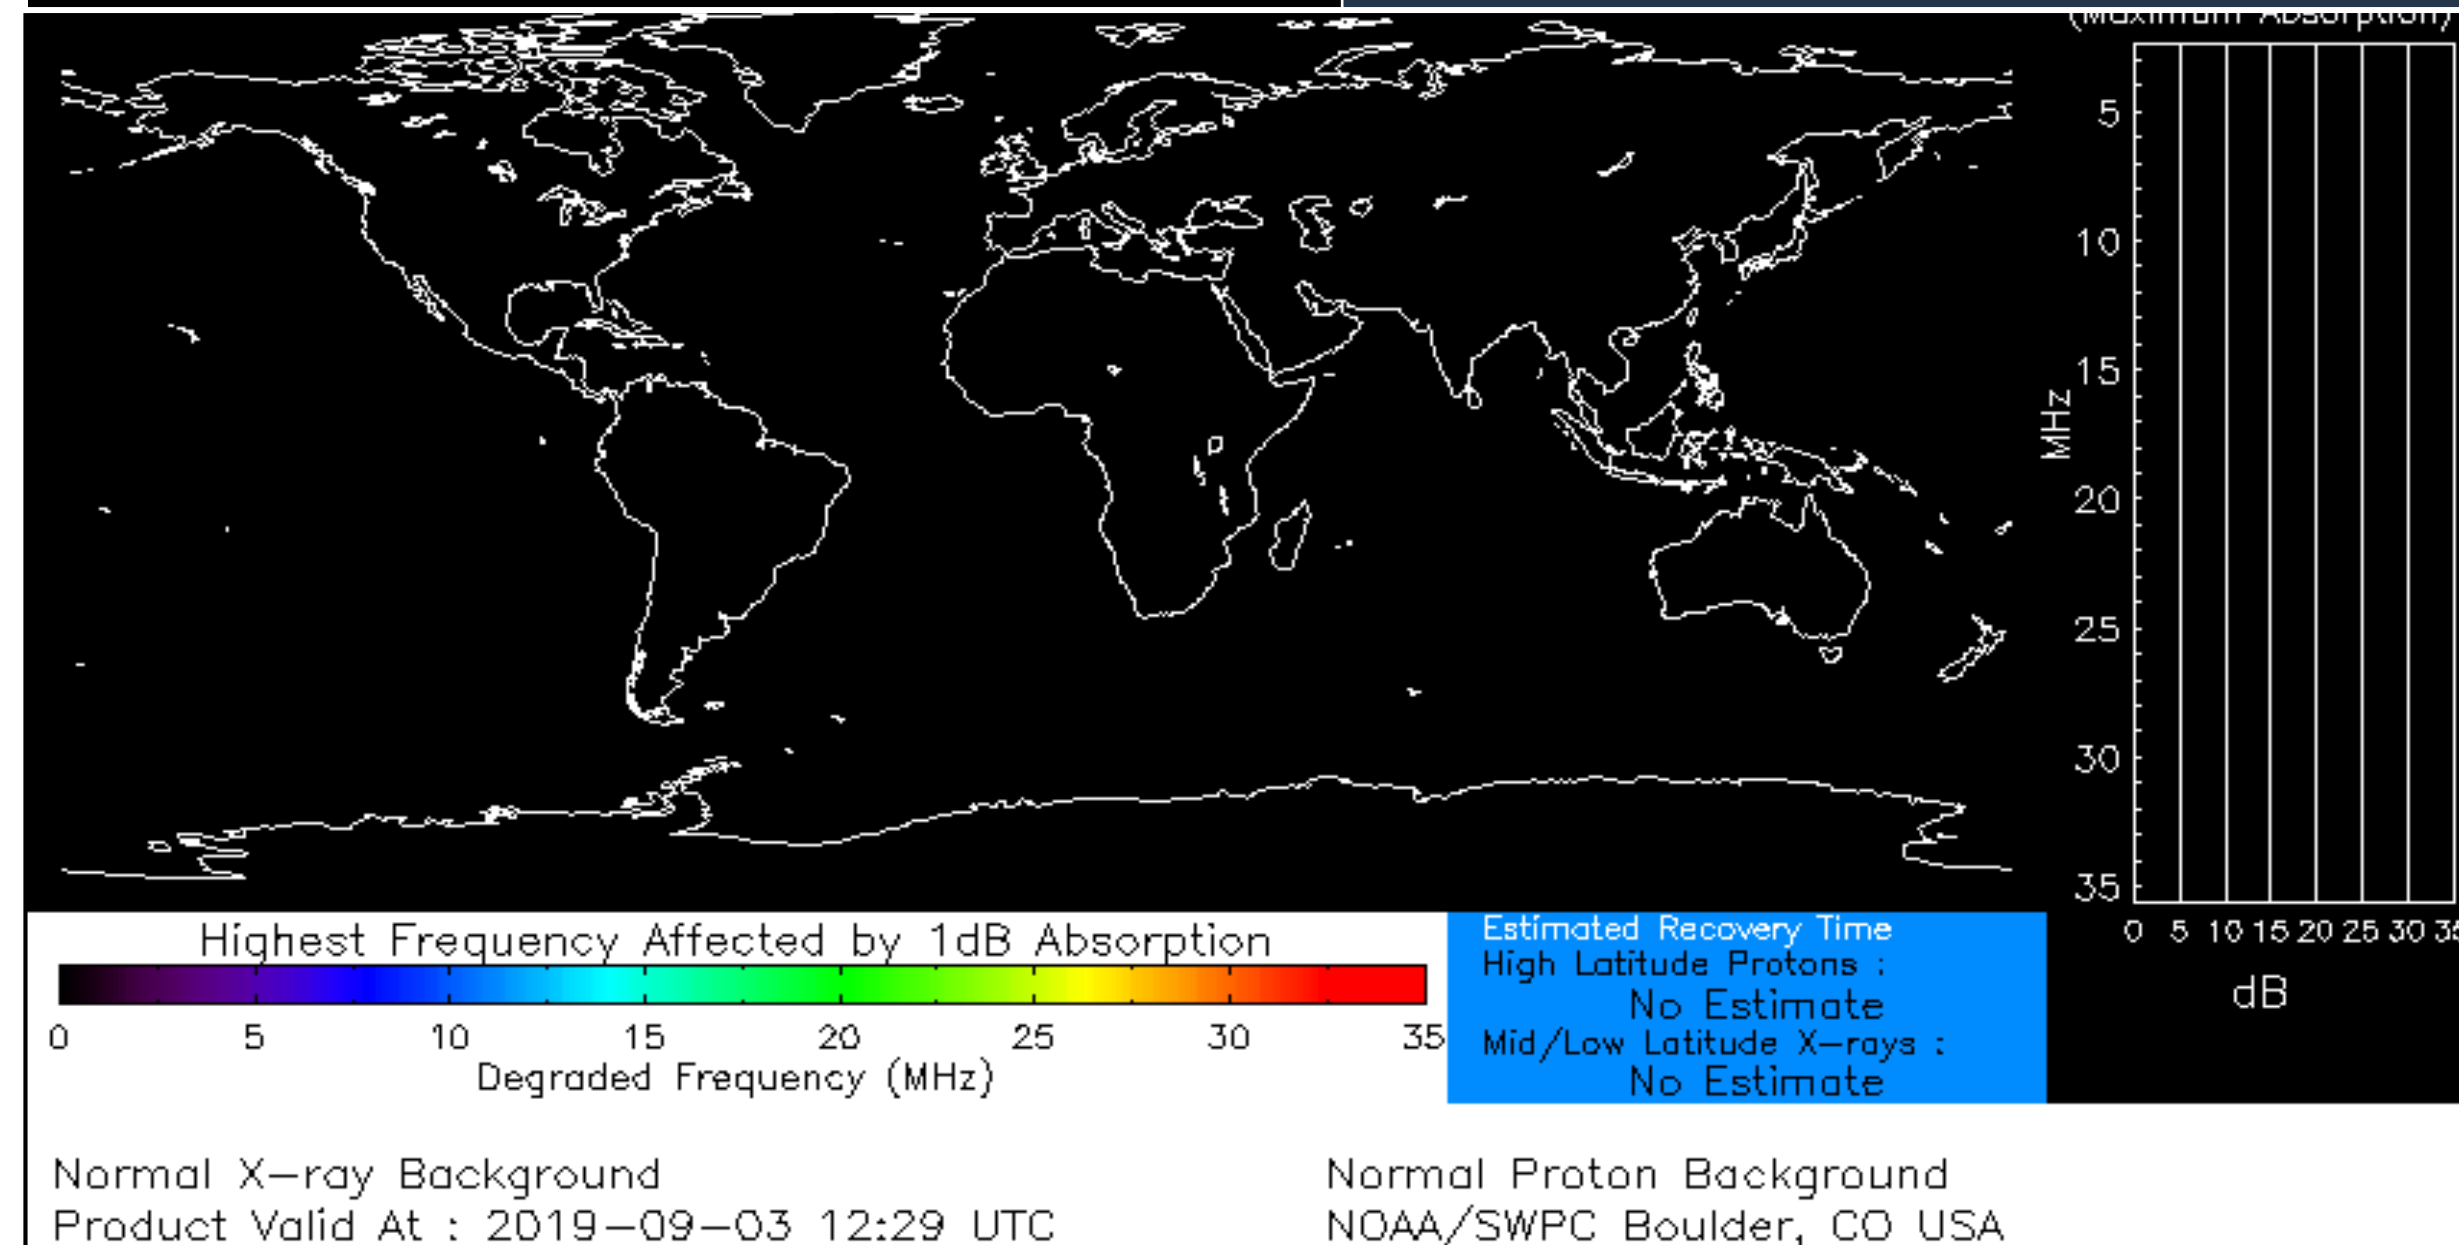 (Maximum Absorption)
5
10
15
20
25
30
35
MHz
0 5 10 15 20 25 30 35
dB
Highest Frequency Affected by 1dB Absorption
0 5 10 15 20 25 30 35
Degraded Frequency (MHz)
Estimated Recovery Time
High Latitude Protons :
No Estimate
Mid/Low Latitude X-rays :
No Estimate
Normal X-ray Background
Product Valid At : 2019-09-03 12:29 UTC
Normal Proton Background
NOAA/SWPC Boulder, CO USA